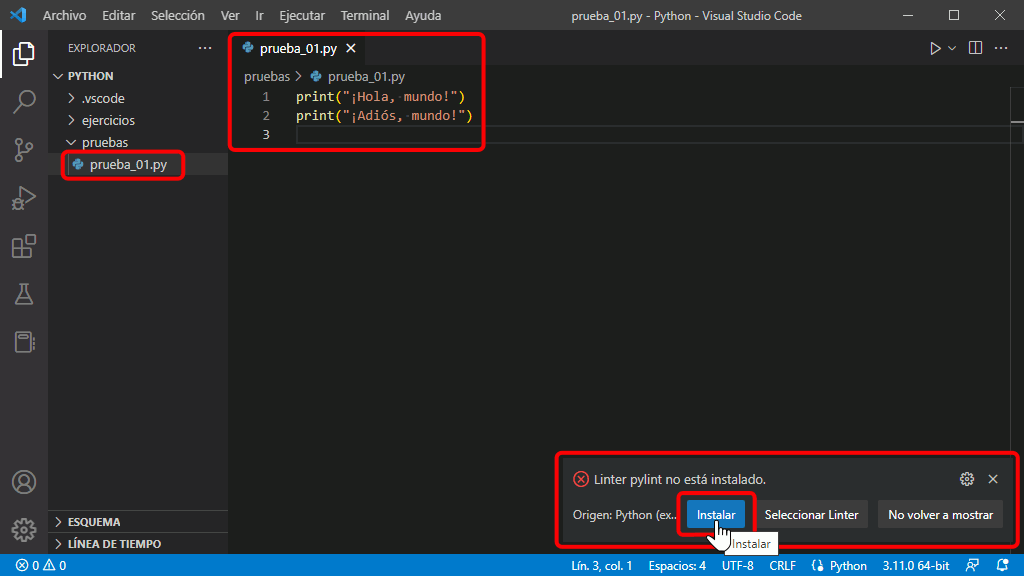 Archivo Editar Selección Ver Ir Ejecutar Terminal Ayuda prueba_01.py - Python - Visual Studio Code
EXPLORADOR
PYTHON
.vscode
ejercicios
pruebas
prueba_01.py
ESQUEMA
LÍNEA DE TIEMPO
prueba_01.py
pruebas > prueba_01.py
1 print("¡Hola, mundo!")
2 print("¡Adiós, mundo!")
3
Linter pylint no está instalado.
Origen: Python (ex... Instalar Seleccionar Linter No volver a mostrar
Instalar
0 0 Lín. 3, col. 1 Espacios: 4 UTF-8 CRLF Python 3.11.0 64-bit